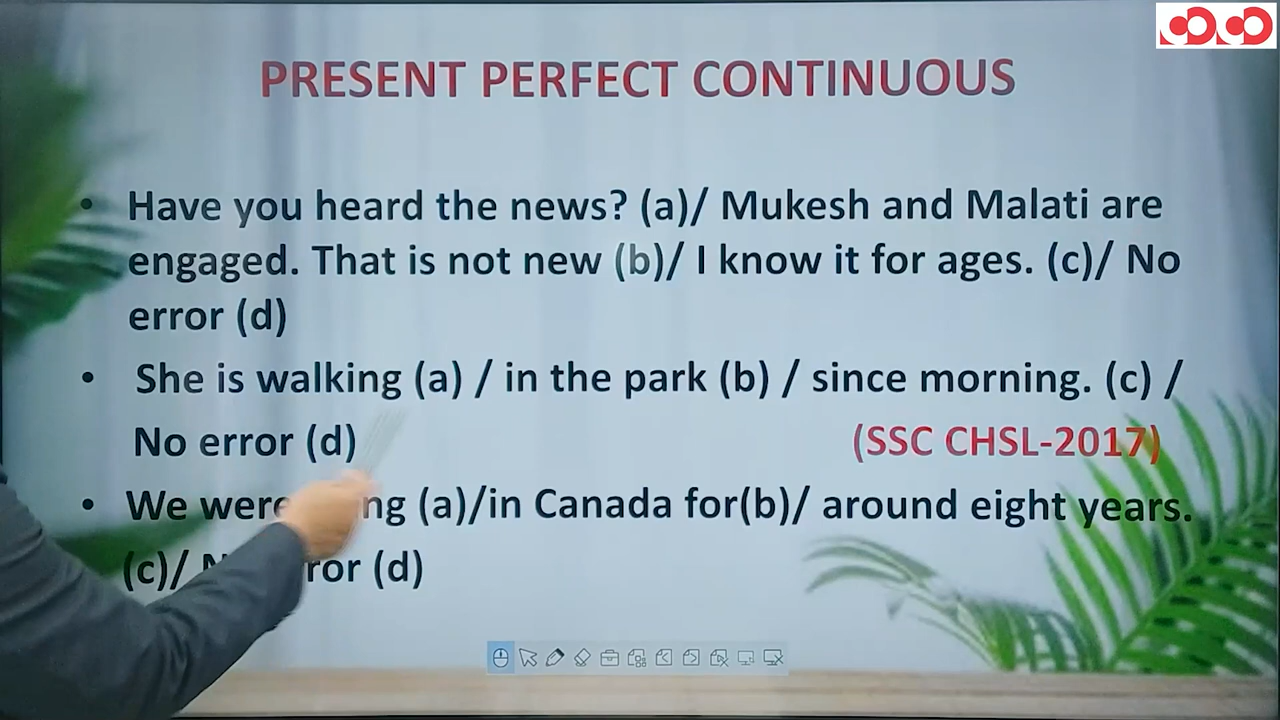 PRESENT PERFECT CONTINUOUS
• Have you heard the news? (a)/ Mukesh and Malati are
engaged. That is not new (b)/ I know it for ages. (c)/ No
error (d)
• She is walking (a) / in the park (b) / since morning. (c) /
No error (d) (SSC CHSL-2017)
• We were (a)/in Canada for(b)/ around eight years.
(c)/ (d)